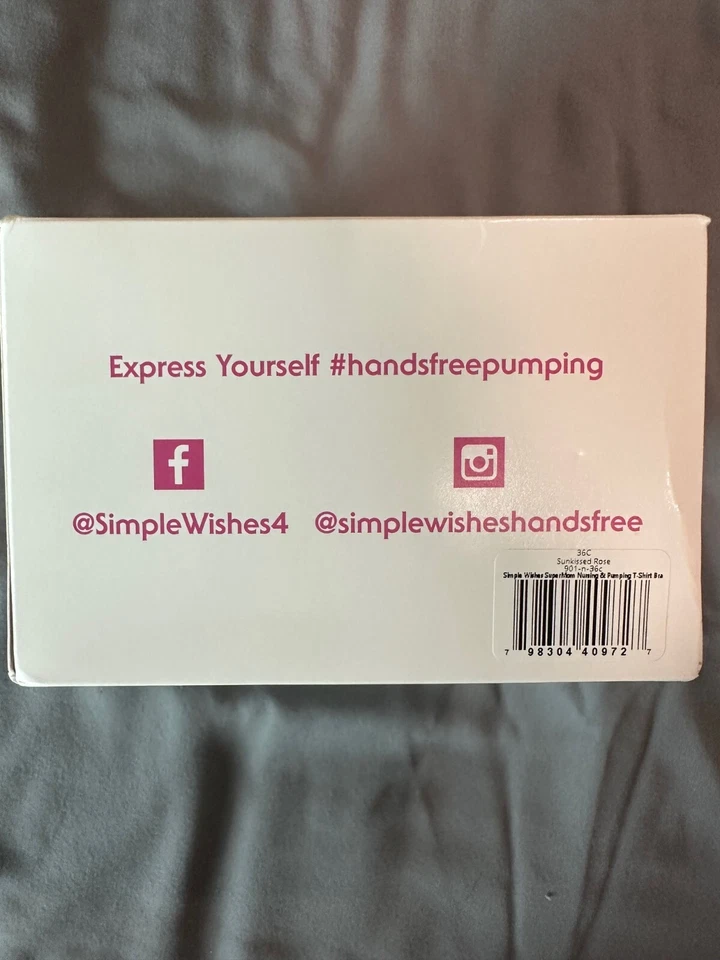 Express Yourself #handsfreepumping
@SimpleWishes4 @simplewisheshandsfree
36C
Sunkissed Rose
901-n-36c
Simple Wishes SuperMom Nursing & Pumping T-Shirt Bra
7 98304 40972 7